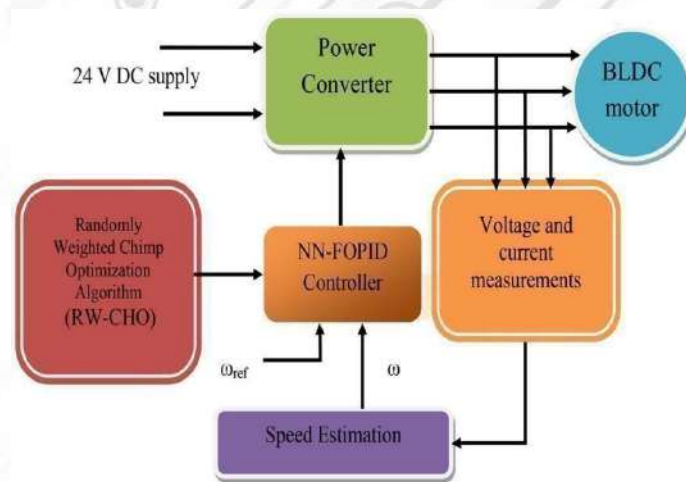 Power
Converter
24 V DC supply
BLDC
motor
Randomly
Weighted Chimp
Optimization
Algorithm
(RW-CHO)
NN-FOPID
Controller
Voltage and
current
measurements
ωref
ω
Speed Estimation